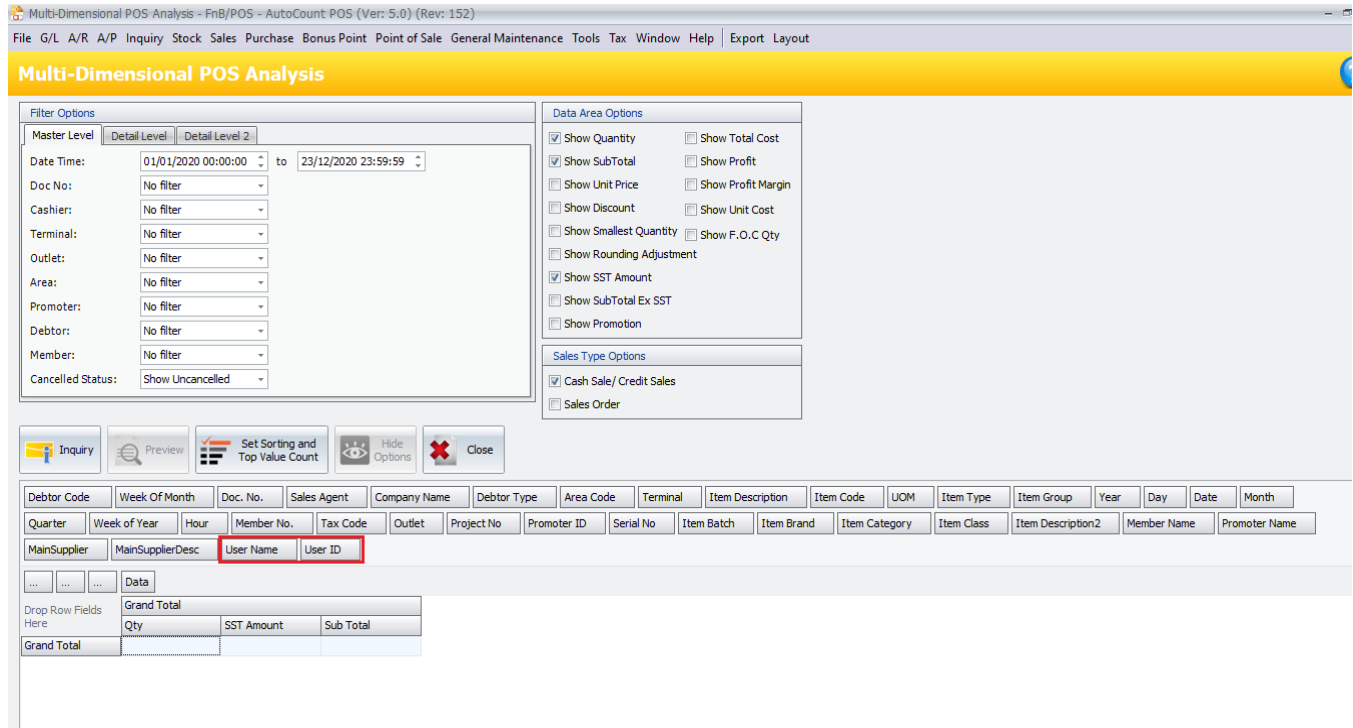 Multi-Dimensional POS Analysis - FnB/POS - AutoCount POS (Ver: 5.0) (Rev: 152)
File G/L A/R A/P Inquiry Stock Sales Purchase Bonus Point Point of Sale General Maintenance Tools Tax Window Help Export Layout
Multi-Dimensional POS Analysis
Filter Options
Master Level Detail Level Detail Level 2
Date Time: 01/01/2020 00:00:00 to 23/12/2020 23:59:59
Doc No: No filter
Cashier: No filter
Terminal: No filter
Outlet: No filter
Area: No filter
Promoter: No filter
Debtor: No filter
Member: No filter
Cancelled Status: Show Uncancelled
Data Area Options
Show Quantity Show Total Cost
Show SubTotal Show Profit
Show Unit Price Show Profit Margin
Show Discount Show Unit Cost
Show Smallest Quantity Show F.O.C Qty
Show Rounding Adjustment
Show SST Amount
Show SubTotal Ex SST
Show Promotion
Sales Type Options
Cash Sale/ Credit Sales
Sales Order
Inquiry Preview Set Sorting and Top Value Count Hide Options Close
Debtor Code Week Of Month Doc. No. Sales Agent Company Name Debtor Type Area Code Terminal Item Description Item Code UOM Item Type Item Group Year Day Date Month
Quarter Week of Year Hour Member No. Tax Code Outlet Project No Promoter ID Serial No Item Batch Item Brand Item Category Item Class Item Description2 Member Name Promoter Name
MainSupplier MainSupplierDesc User Name User ID
... ... ... Data
Drop Row Fields Here
Grand Total
Qty SST Amount Sub Total
Grand Total